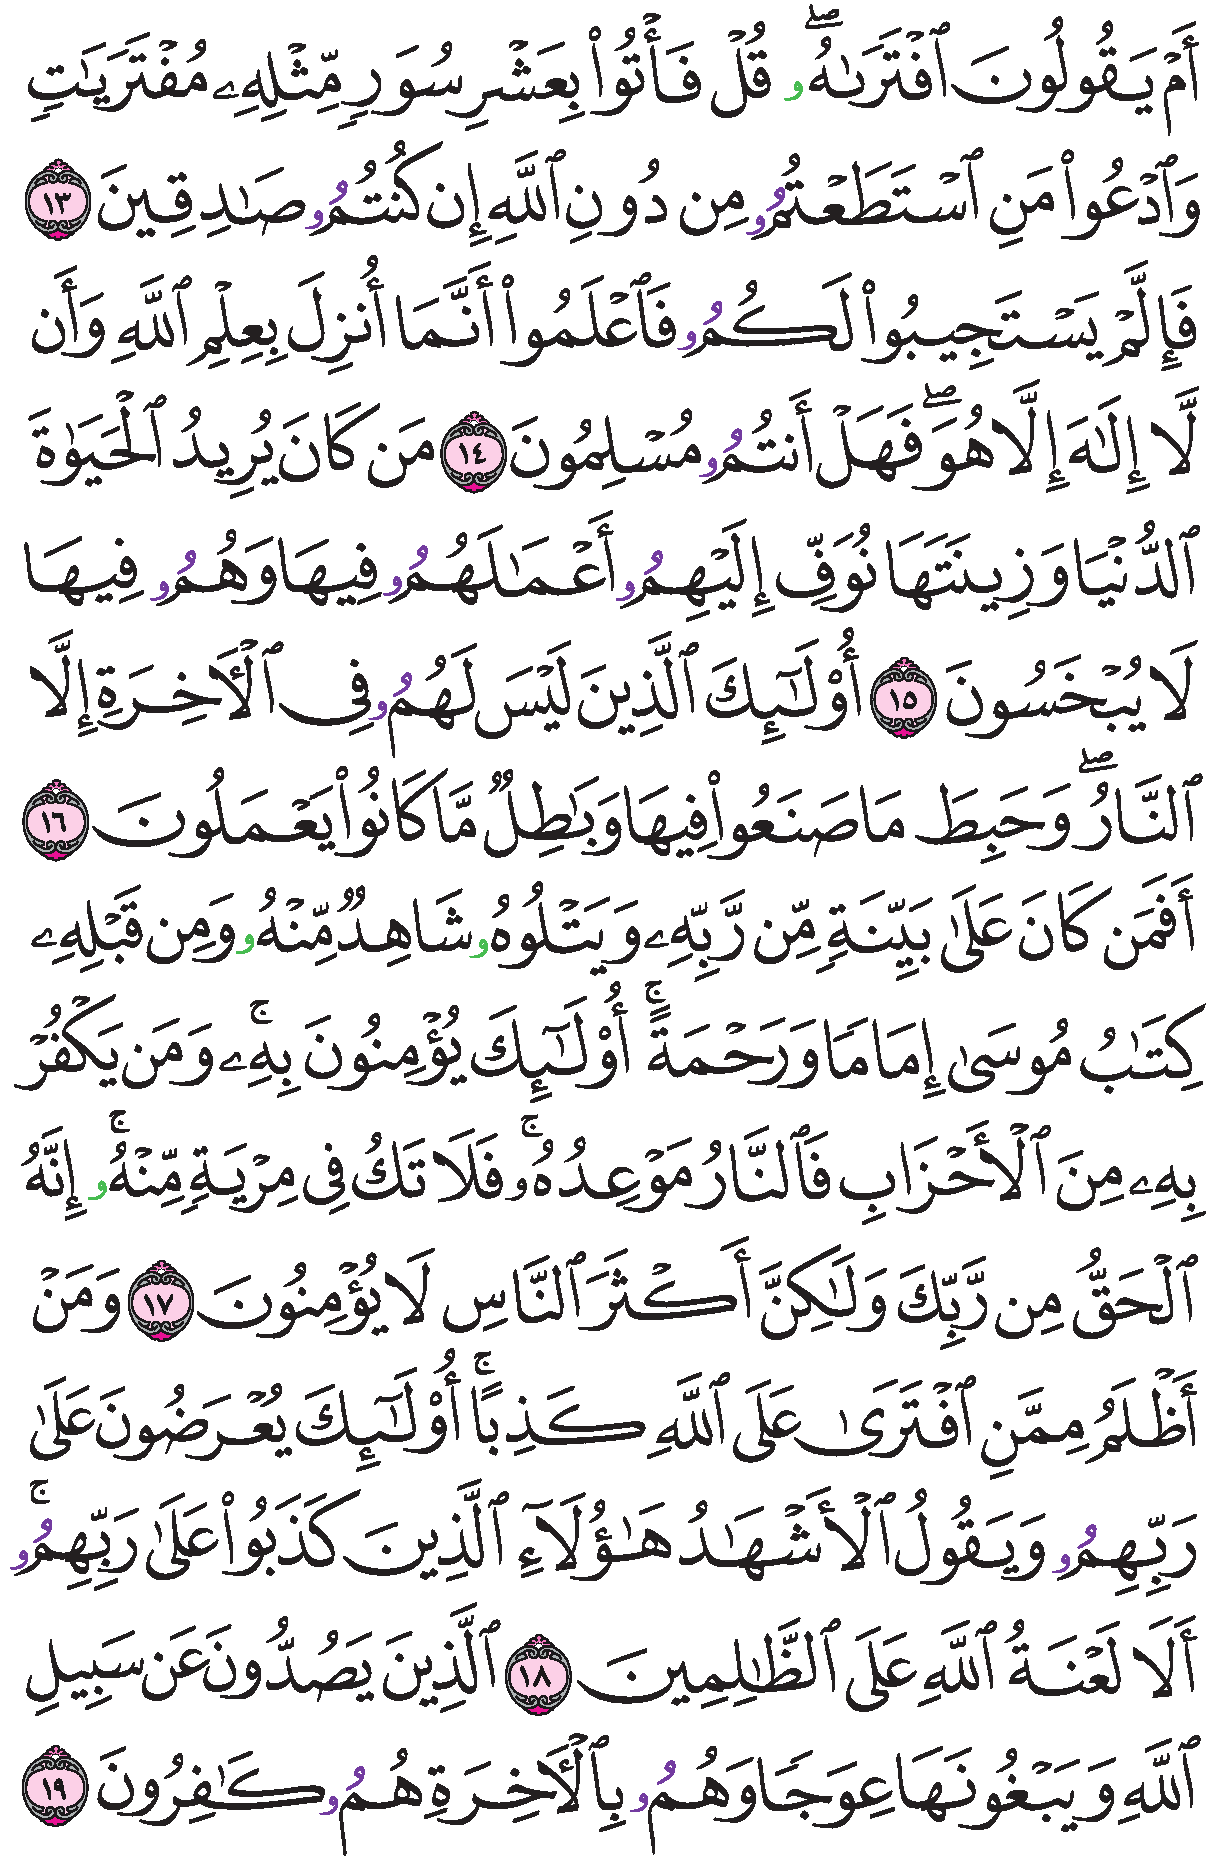 أَمۡ يَقُولُونَ ٱفۡتَرَىٰهُۖۥ قُلۡ فَأۡتُواْ بِعَشۡرِ سُوَرٖ مِّثۡلِهِۦ مُفۡتَرَيَٰتٖ
وَٱدۡعُواْ مَنِ ٱسۡتَطَعۡتُمُۥ مِن دُونِ ٱللَّهِ إِن كُنتُمُۥ صَٰدِقِينَ ١٣
فَإِلَّمۡ يَسۡتَجِيبُواْ لَكُمُۥ فَٱعۡلَمُواْ أَنَّمَا أُنزِلَ بِعِلۡمِ ٱللَّهِ وَأَن
لَّا إِلَٰهَ إِلَّا هُوَۖ فَهَلۡ أَنتُمُۥ مُسۡلِمُونَ ١٤ مَن كَانَ يُرِيدُ ٱلۡحَيَوٰةَ
ٱلدُّنۡيَا وَزِينَتَهَا نُوَفِّ إِلَيۡهِمُۥ أَعۡمَٰلَهُمُۥ فِيهَا وَهُمُۥ فِيهَا
لَا يُبۡخَسُونَ ١٥ أُوْلَٰٓئِكَ ٱلَّذِينَ لَيۡسَ لَهُمُۥ فِي ٱلۡأٓخِرَةِ إِلَّا
ٱلنَّارُۖ وَحَبِطَ مَا صَنَعُواْ فِيهَا وَبَٰطِلٞ مَّا كَانُواْ يَعۡمَلُونَ ١٦
أَفَمَن كَانَ عَلَىٰ بَيِّنَةٖ مِّن رَّبِّهِۦ وَيَتۡلُوهُۥ شَاهِدٞ مِّنۡهُۥ وَمِن قَبۡلِهِۦ
كِتَٰبُ مُوسَىٰ إِمَامٗا وَرَحۡمَةًۚ أُوْلَٰٓئِكَ يُؤۡمِنُونَ بِهِۦۚ وَمَن يَكۡفُرۡ
بِهِۦ مِنَ ٱلۡأَحۡزَابِ فَٱلنَّارُ مَوۡعِدُهُۥۚ فَلَا تَكُ فِي مِرۡيَةٖ مِّنۡهُۥۚ إِنَّهُ
ٱلۡحَقُّ مِن رَّبِّكَ وَلَٰكِنَّ أَكۡثَرَ ٱلنَّاسِ لَا يُؤۡمِنُونَ ١٧ وَمَنۡ
أَظۡلَمُ مِمَّنِ ٱفۡتَرَىٰ عَلَى ٱللَّهِ كَذِبًاۚ أُوْلَٰٓئِكَ يُعۡرَضُونَ عَلَىٰ
رَبِّهِمُۥ وَيَقُولُ ٱلۡأَشۡهَٰدُ هَٰؤُلَآءِ ٱلَّذِينَ كَذَبُواْ عَلَىٰ رَبِّهِمُۥۚ
أَلَا لَعۡنَةُ ٱللَّهِ عَلَى ٱلظَّٰلِمِينَ ١٨ ٱلَّذِينَ يَصُدُّونَ عَن سَبِيلِ
ٱللَّهِ وَيَبۡغُونَهَا عِوَجٗا وَهُمُۥ بِٱلۡأٓخِرَةِ هُمُۥ كَٰفِرُونَ ١٩